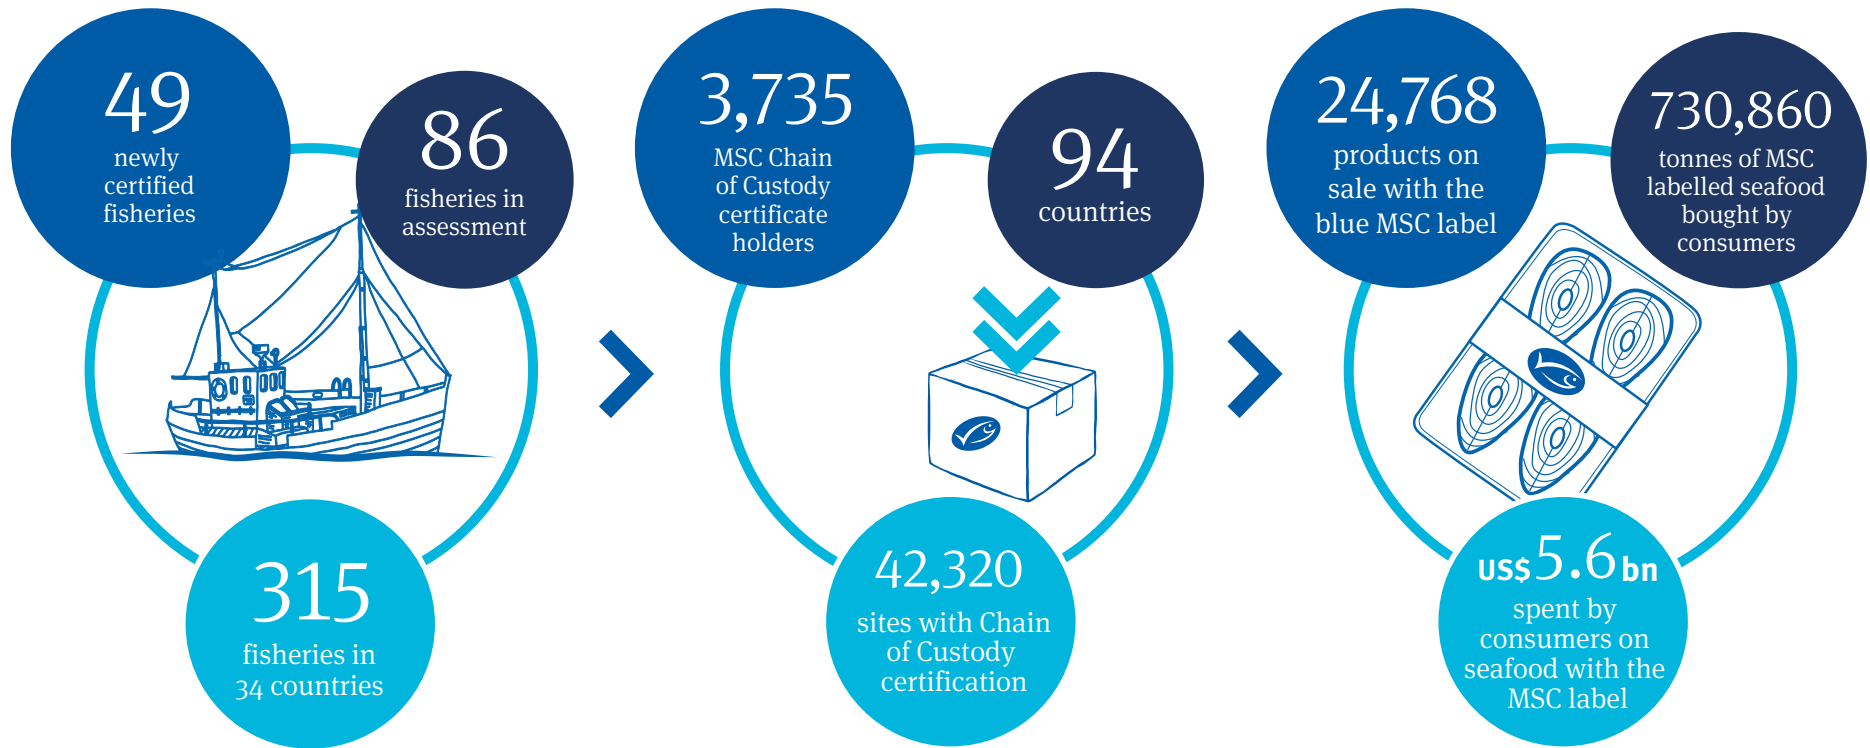 49
newly
certified
fisheries
86
fisheries in
assessment
315
fisheries in
34 countries
3,735
MSC Chain
of Custody
certificate
holders
94
countries
42,320
sites with Chain
of Custody
certification
24,768
products on
sale with the
blue MSC label
730,860
tonnes of MSC
labelled seafood
bought by
consumers
US$5.6bn
spent by
consumers on
seafood with the
MSC label